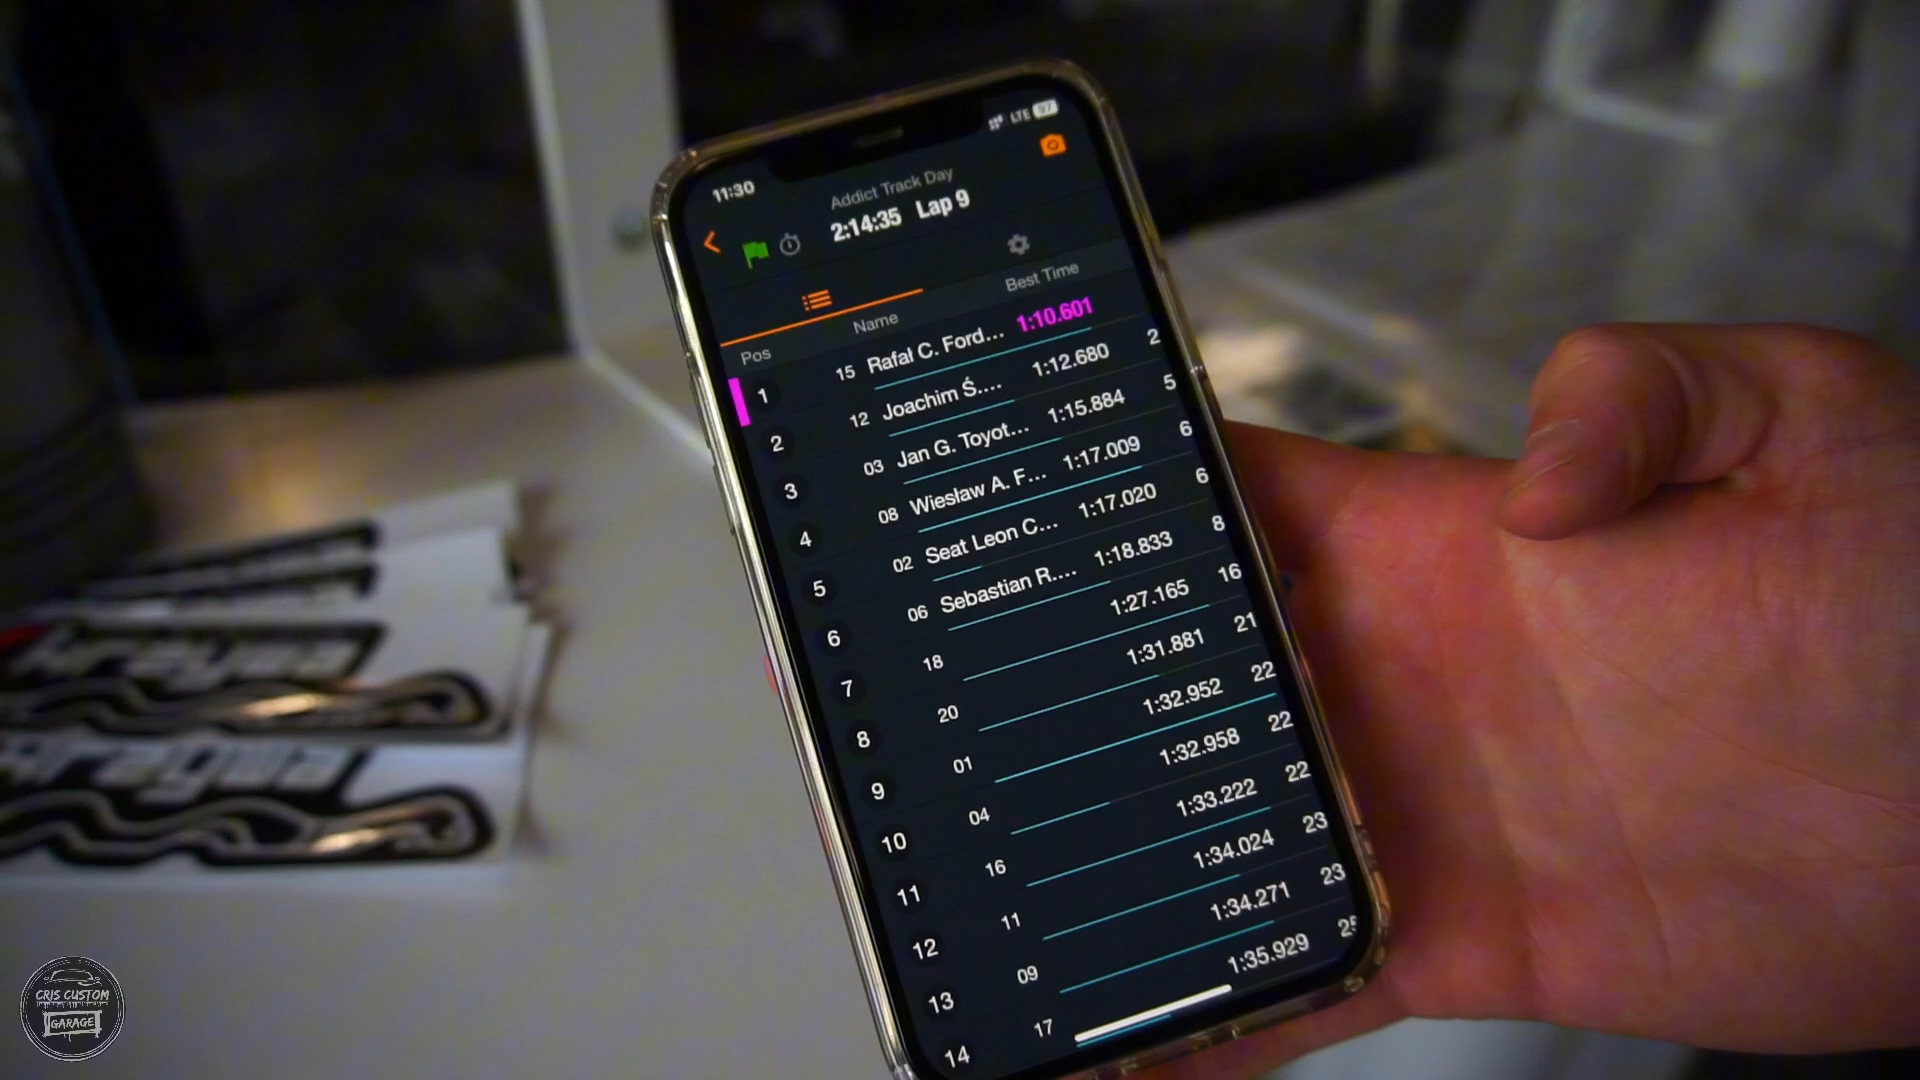 11:30
LTE 97
Addict Track Day
2:14:35 Lap 9
Pos Name Best Time
1 15 Rafał C. Ford... 1:10.601
2 12 Joachim Ś.... 1:12.680 2
3 03 Jan G. Toyot... 1:15.884 5
4 08 Wiesław A. F... 1:17.009 6
5 02 Seat Leon C... 1:17.020 6
6 06 Sebastian R.... 1:18.833 8
7 18 1:27.165 16
8 20 1:31.881 21
9 01 1:32.952 22
10 04 1:32.958 22
11 16 1:33.222 22
12 11 1:34.024 23
13 09 1:34.271 23
14 17 1:35.929 25
CRIS CUSTOM
GARAGE